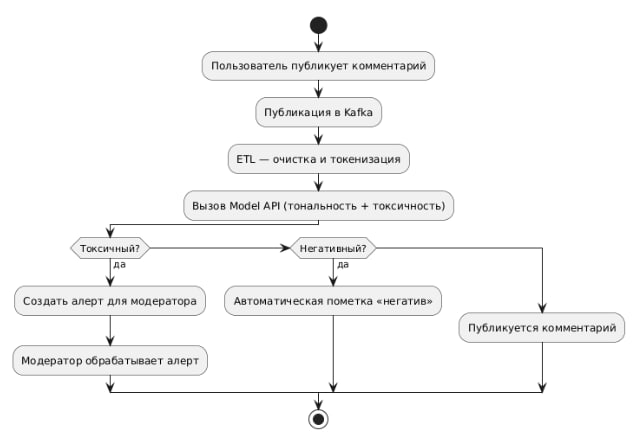 Пользователь публикует комментарий
Публикация в Kafka
ETL — очистка и токенизация
Вызов Model API (тональность + токсичность)
Токсичный?
Негативный?
да
да
Создать алерт для модератора
Автоматическая пометка «негатив»
Публикуется комментарий
Модератор обрабатывает алерт